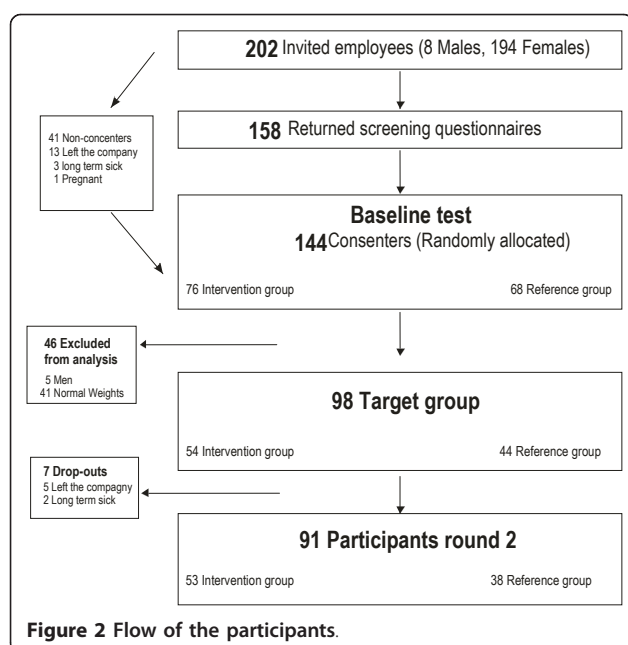 202 Invited employees (8 Males, 194 Females)
41 Non-concenters
13 Left the company
3 long term sick
1 Pregnant
158 Returned screening questionnaires
Baseline test
144 Consenters (Randomly allocated)
76 Intervention group 68 Reference group
46 Excluded
from analysis
5 Men
41 Normal Weights
98 Target group
54 Intervention group 44 Reference group
7 Drop-outs
5 Left the compagny
2 Long term sick
91 Participants round 2
53 Intervention group 38 Reference group
Figure 2 Flow of the participants.